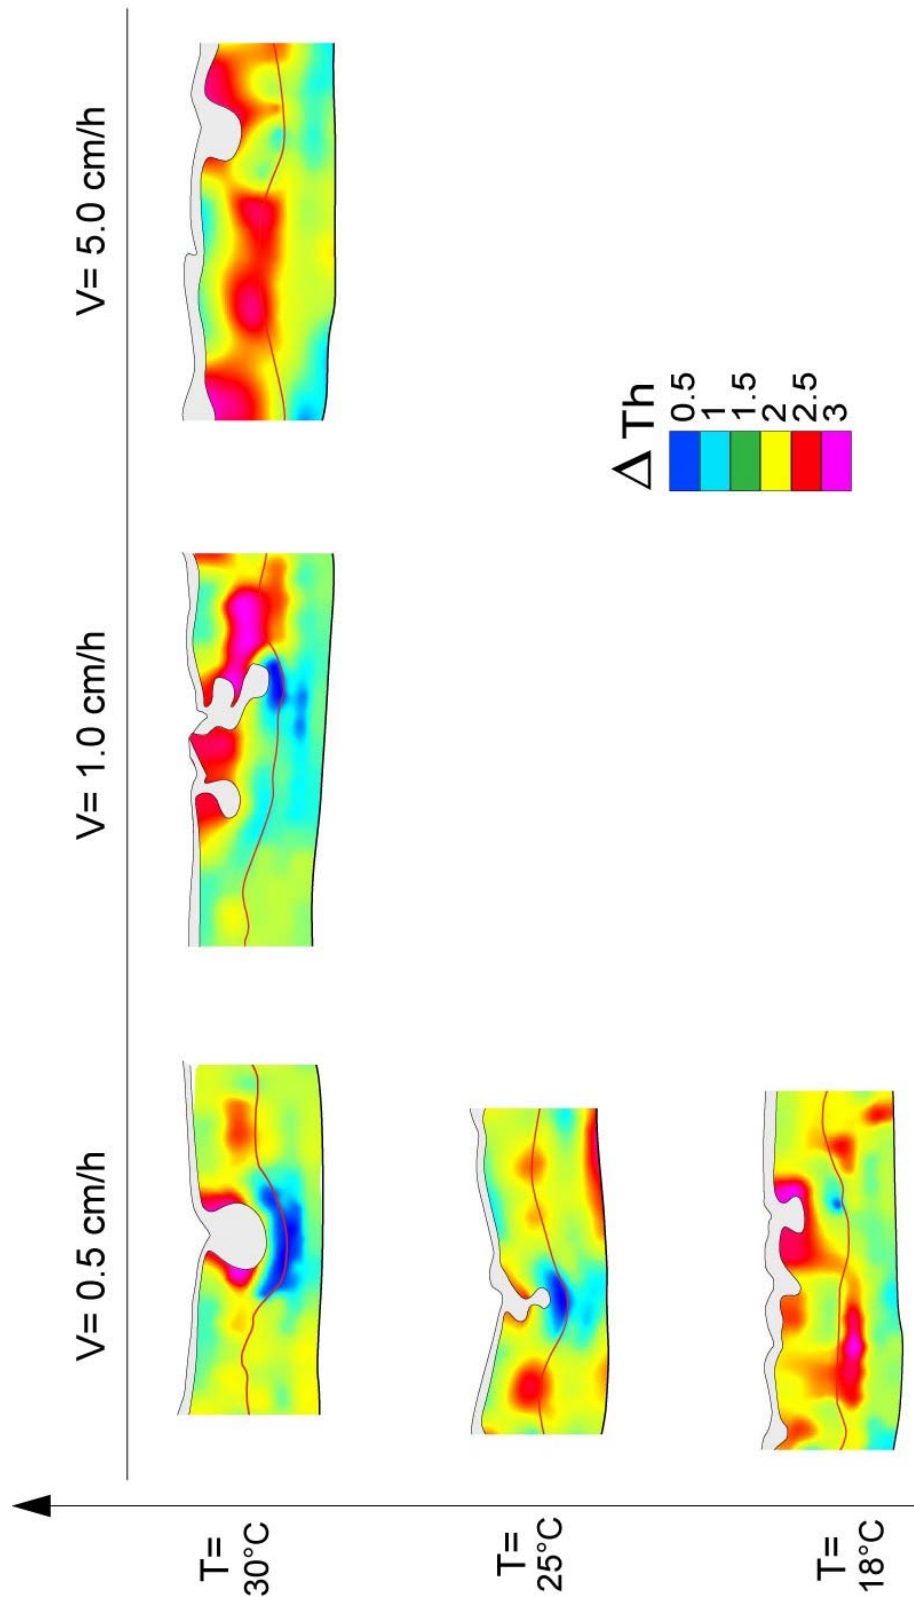 V= 0.5 cm/h
V= 1.0 cm/h
V= 5.0 cm/h
T=
30°C
T=
25°C
T=
18°C
Δ Th
0.5
1
1.5
2
2.5
3